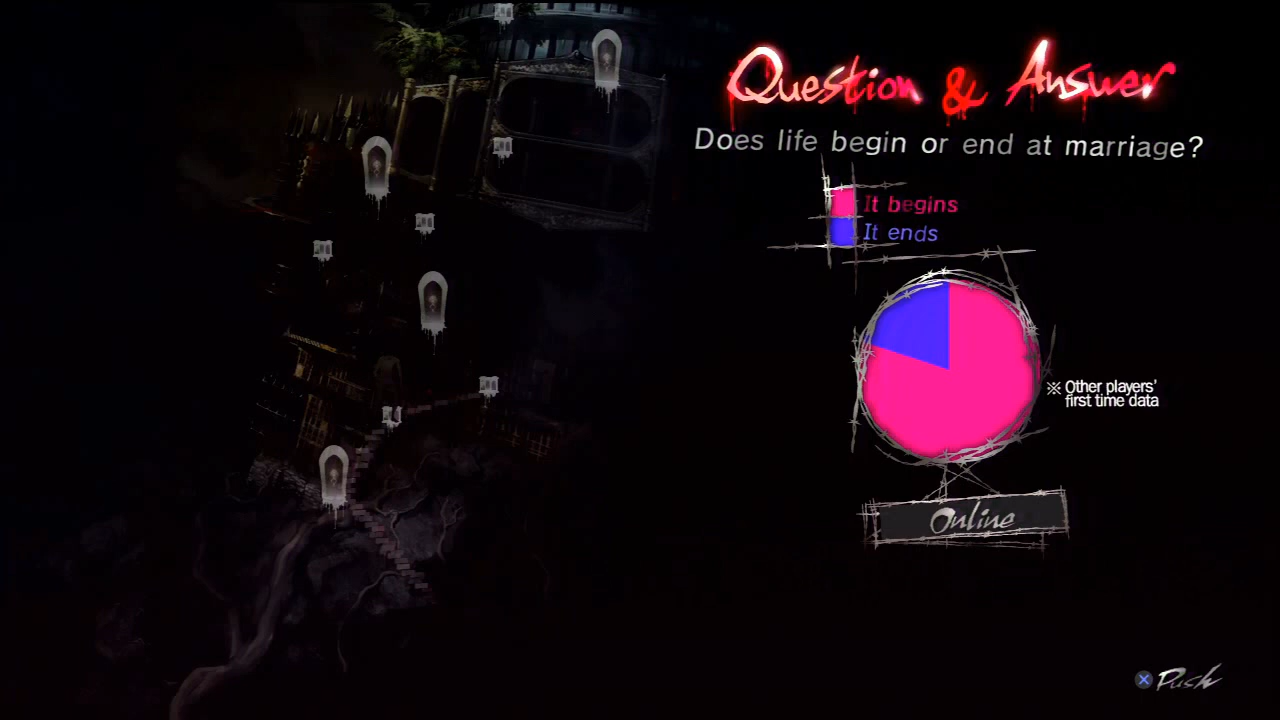 Question & Answer
Does life begin or end at marriage?
It begins
It ends
※ Other players'
first time data
Online
Push